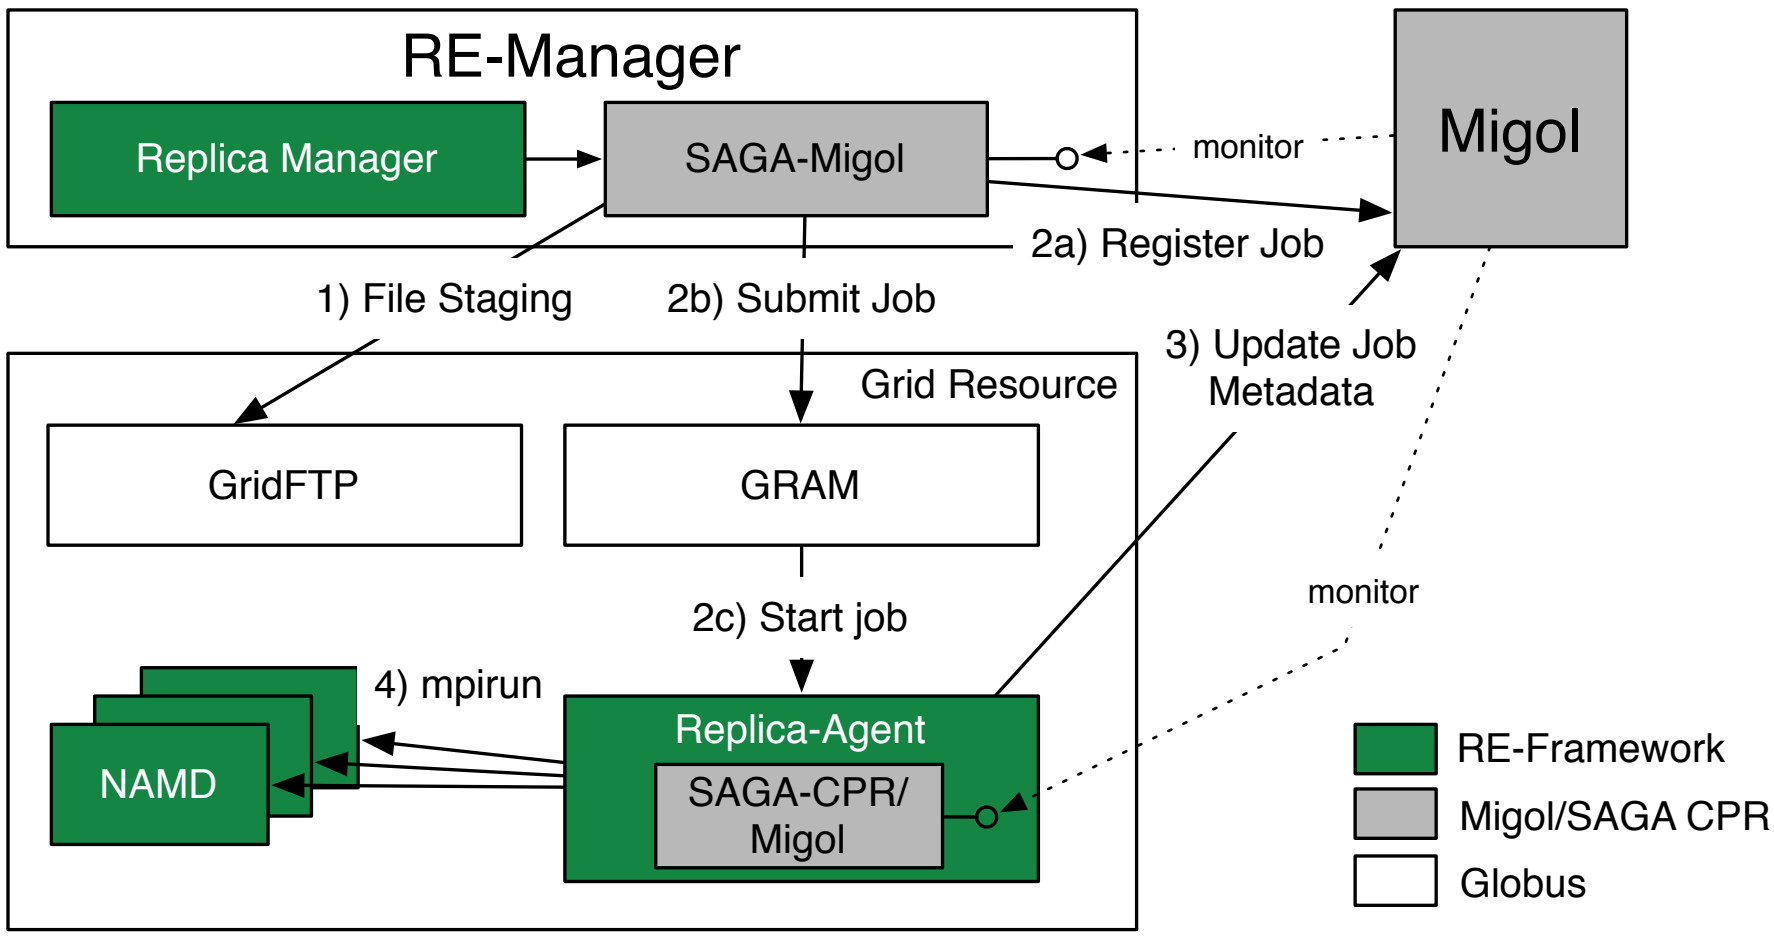 RE-Manager
Replica Manager
SAGA-Migol
monitor
Migol
2a) Register Job
1) File Staging
2b) Submit Job
3) Update Job
Metadata
Grid Resource
GridFTP
GRAM
monitor
2c) Start job
4) mpirun
Replica-Agent
NAMD
SAGA-CPR/
Migol
RE-Framework
Migol/SAGA CPR
Globus